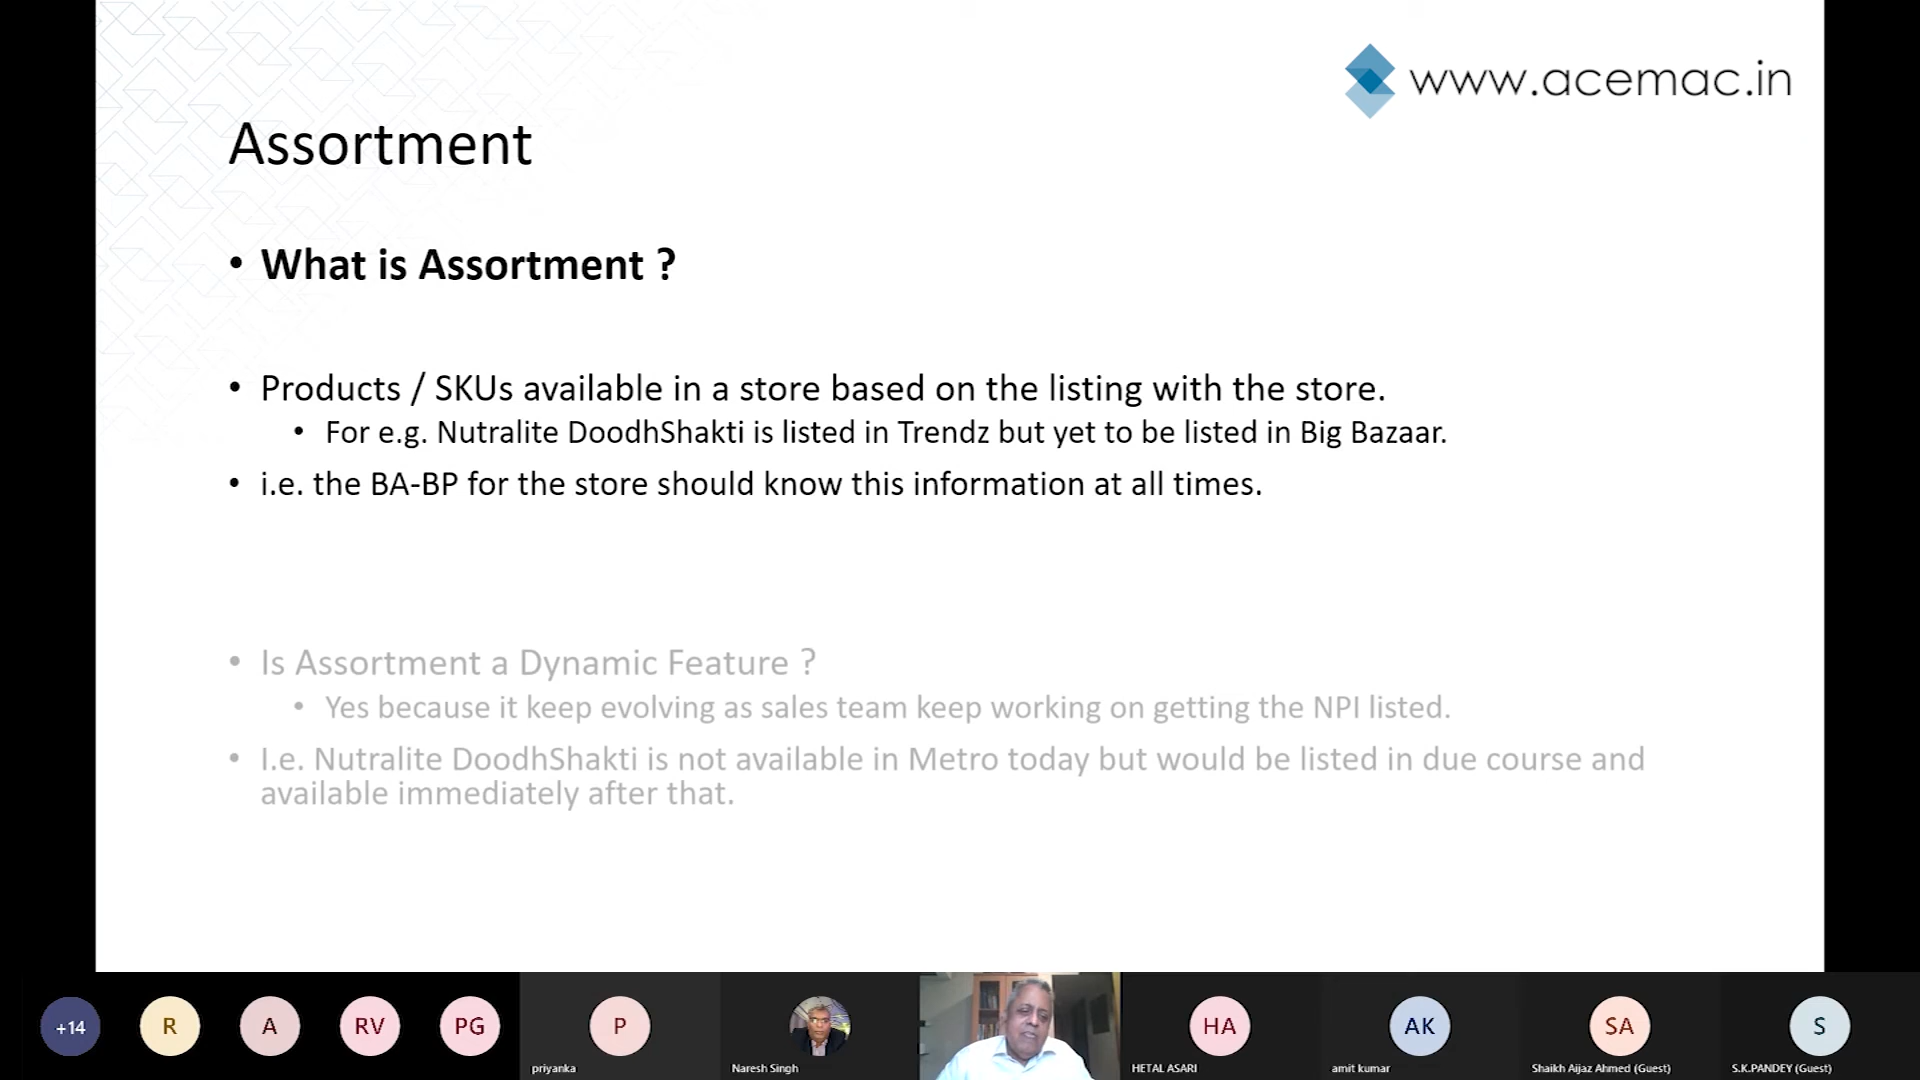 www.acemac.in
Assortment
• What is Assortment ?
• Products / SKUs available in a store based on the listing with the store.
• For e.g. Nutralite DoodhShakti is listed in Trendz but yet to be listed in Big Bazaar.
• i.e. the BA-BP for the store should know this information at all times.
• Is Assortment a Dynamic Feature ?
• Yes because it keep evolving as sales team keep working on getting the NPI listed.
• I.e. Nutralite DoodhShakti is not available in Metro today but would be listed in due course and
available immediately after that.
+14 R A RV PG P HA AK SA S
priyanka Naresh Singh HETAL ASARI amit kumar Shaikh Aijaz Ahmed (Guest) S.K.PANDEY (Guest)